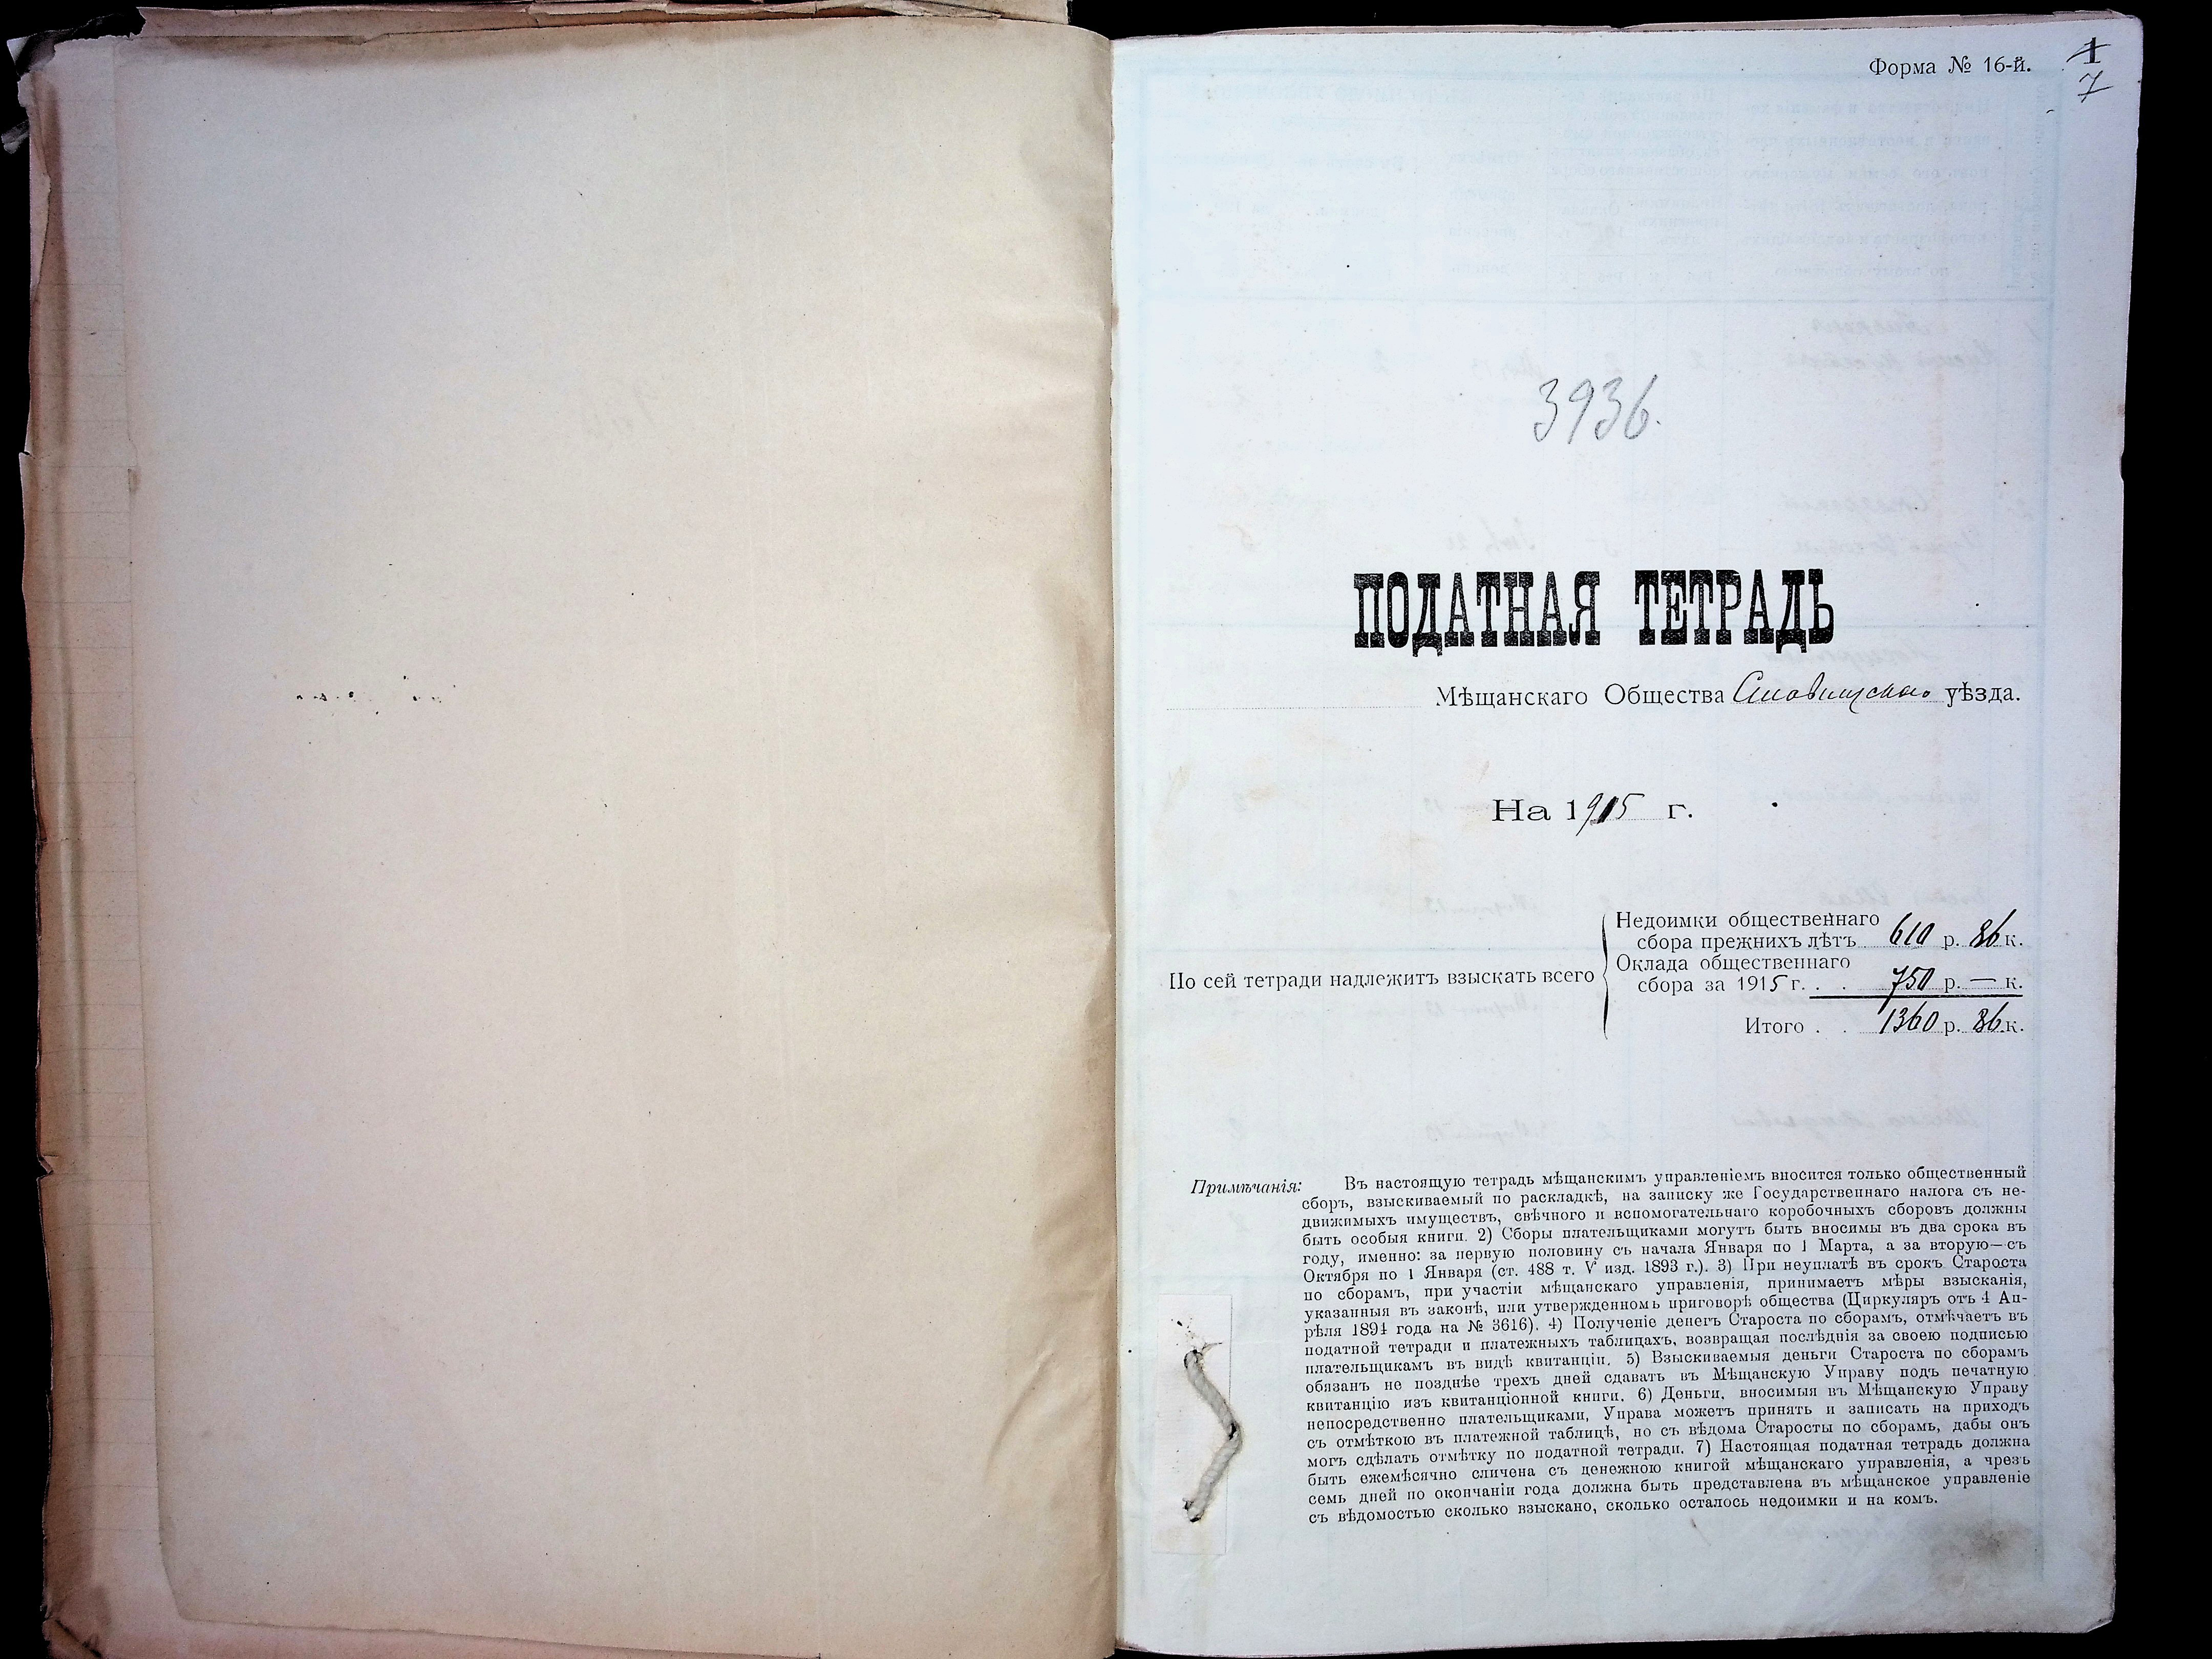 Форма № 16-й.
1
7
3936.
ПОДАТНАЯ ТЕТРАДЬ
Мѣщанскаго Общества уѣзда.
На 1915 г.
По сей тетради надлежитъ взыскать всего
Недоимки общественнаго
сбора прежнихъ лѣтъ 610 р. 86 к.
Оклада общественнаго
сбора за 1915 г. . . 750 р. — к.
Итого . . 1360 р. 86 к.
Примѣчанія: Въ настоящую тетрадь мѣщанскимъ управленіемъ вносится только общественный
сборъ, взыскиваемый по раскладкѣ, на записку же Государственнаго налога съ не-
движимыхъ имуществъ, свѣчного и вспомогательнаго коробочныхъ сборовъ должны
быть особыя книги. 2) Сборы плательщиками могутъ быть вносимы въ два срока въ
году, именно: за первую половину съ начала Января по 1 Марта, а за вторую—съ
Октября по 1 Января (ст. 488 т. V изд. 1893 г.). 3) При неуплатѣ въ срокъ Староста
по сборамъ, при участіи мѣщанскаго управленія, принимаетъ мѣры взысканія,
указанныя въ законѣ, или утвержденномъ приговорѣ общества (Циркуляръ отъ 4 Ап-
рѣля 1894 года на № 3616). 4) Полученіе денегъ Староста по сборамъ, отмѣчаетъ въ
податной тетради и платежныхъ таблицахъ, возвращая послѣднія за своею подписью
плательщикамъ въ видѣ квитанціи. 5) Взыскиваемыя деньги Староста по сборамъ
обязанъ не позднѣе трехъ дней сдавать въ Мѣщанскую Управу подъ печатную
квитанцію изъ квитанціонной книги. 6) Деньги, вносимыя въ Мѣщанскую Управу
непосредственно плательщиками, Управа можетъ принять и записать на приходъ
съ отмѣткою въ платежной таблицѣ, но съ вѣдома Старосты по сборамъ, дабы онъ
могъ сдѣлать отмѣтку по податной тетради. 7) Настоящая податная тетрадь должна
быть ежемѣсячно сличена съ денежною книгой мѣщанскаго управленія, а чрезъ
семь дней по окончаніи года должна быть представлена въ мѣщанское управленіе
съ вѣдомостью сколько взыскано, сколько осталось недоимки и на комъ.